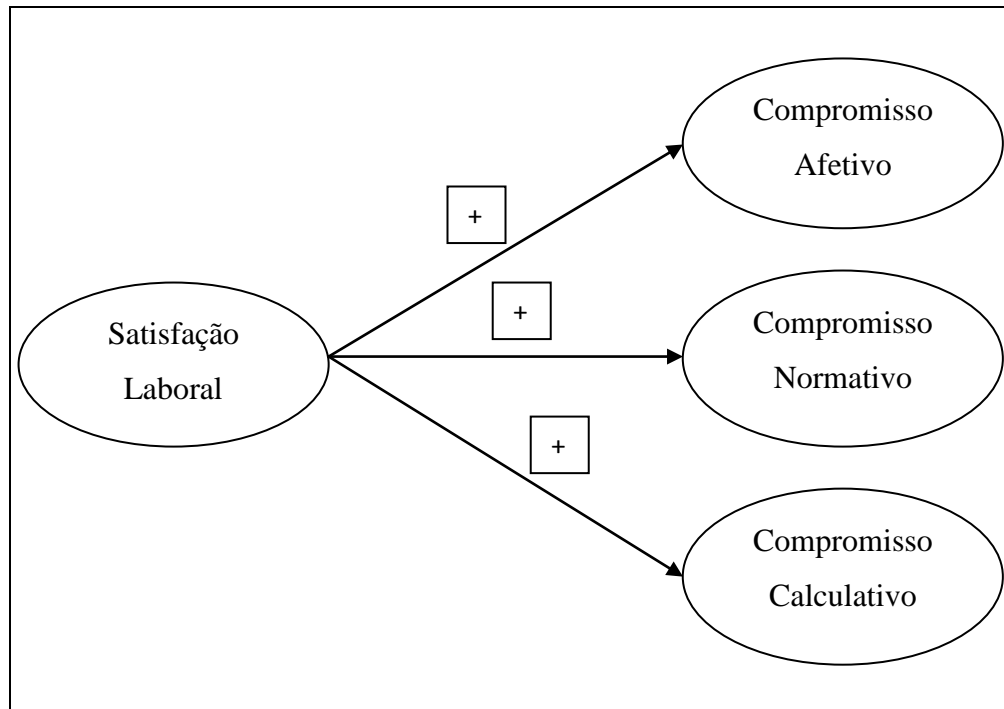 Compromisso
Afetivo
+
+
Satisfação
Laboral
Compromisso
Normativo
+
Compromisso
Calculativo